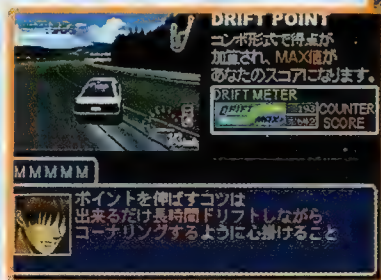 DRIFT POINT
コンボ形式で得点が
加算され、MAX値が
あなたのスコアになります。
DRIFT METER
DRIFT 193 COUNTER
MAX 642 SCORE
MMMMM
ポイントを伸ばすコツは
出来るだけ長時間ドリフトしながら
コーナリングするように心掛けること